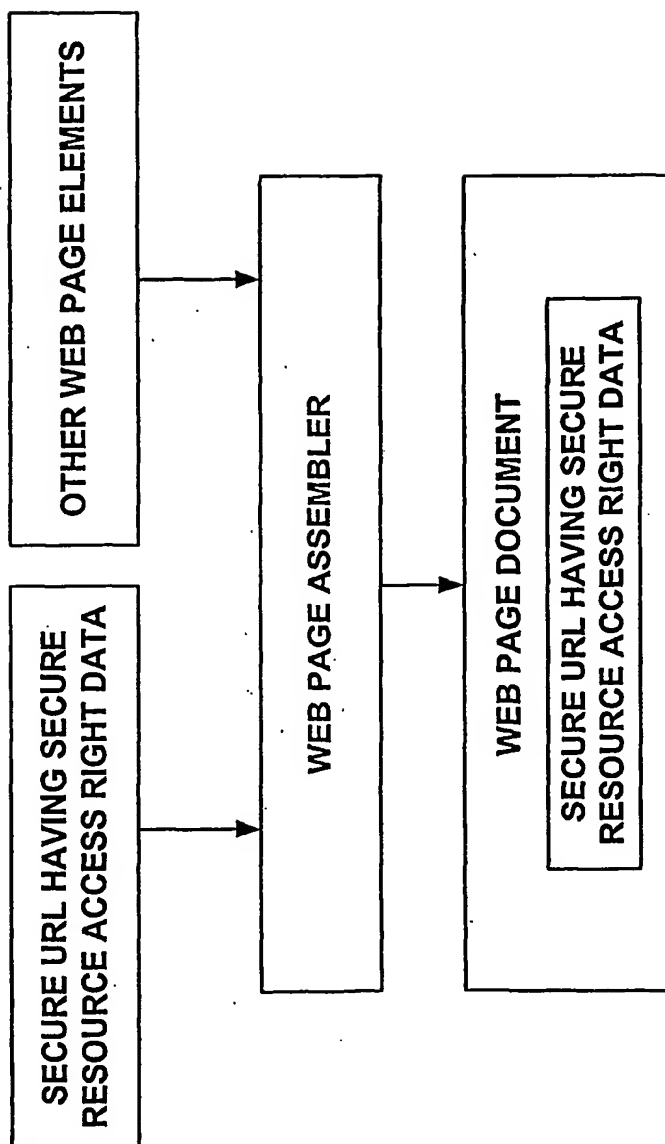 SECURE URL HAVING SECURE
RESOURCE ACCESS RIGHT DATA
OTHER WEB PAGE ELEMENTS
WEB PAGE ASSEMBLER
WEB PAGE DOCUMENT
SECURE URL HAVING SECURE
RESOURCE ACCESS RIGHT DATA